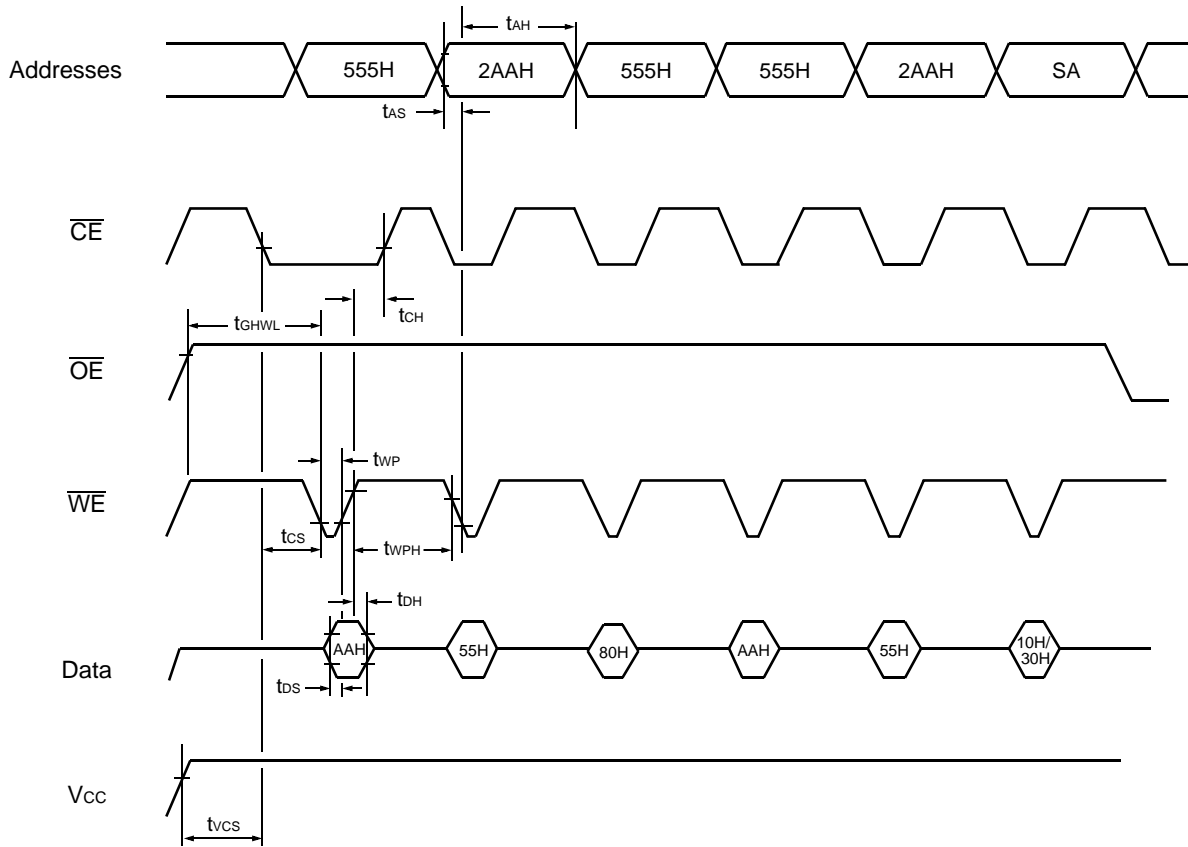 tAH
Addresses 555H 2AAH 555H 555H 2AAH SA
tAS
CE
tCH
tGHWL
OE
tWP
WE
tCS tWPH
tDH
Data AAH 55H 80H AAH 55H 10H/
30H
tDS
VCC
tVCS